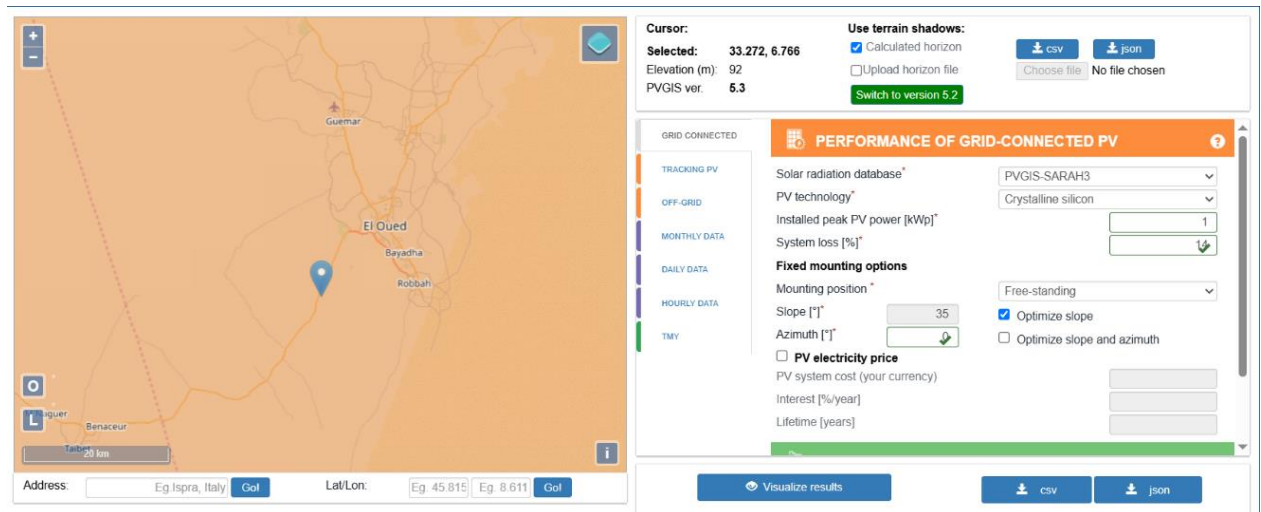 +
−
Guemar
El Oued
Bayadha
Robbah
O
L
Benaceur
Taibet
20 km
i
Address:
Eg.Ispra, Italy
Go!
Lat/Lon:
Eg. 45.815
Eg. 8.611
Go!
Cursor:
Selected: 33.272, 6.766
Elevation (m): 92
PVGIS ver. 5.3
Use terrain shadows:
Calculated horizon
Upload horizon file
Switch to version 5.2
csv
json
Choose file No file chosen
GRID CONNECTED
TRACKING PV
OFF-GRID
MONTHLY DATA
DAILY DATA
HOURLY DATA
TMY
PERFORMANCE OF GRID-CONNECTED PV
?
Solar radiation database* PVGIS-SARAH3
PV technology* Crystalline silicon
Installed peak PV power [kWp]* 1
System loss [%]* 14
Fixed mounting options
Mounting position * Free-standing
Slope [°]* 35 Optimize slope
Azimuth [°]* 0 Optimize slope and azimuth
PV electricity price
PV system cost (your currency)
Interest [%/year]
Lifetime [years]
Visualize results
csv
json